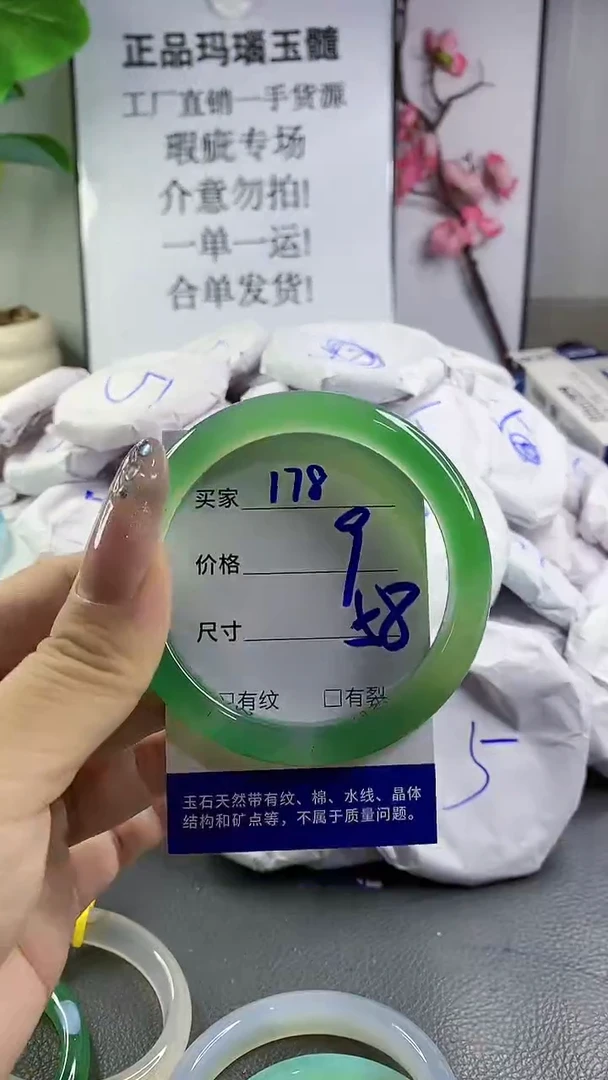 正品玛瑙玉髓
工厂直销一手货源
瑕疵专场
介意勿拍!
一单一运!
合单发货!
5
买家 178
价格 9
尺寸 58
有纹 □有裂
5
玉石天然带有纹、棉、水线、晶体
结构和矿点等，不属于质量问题。